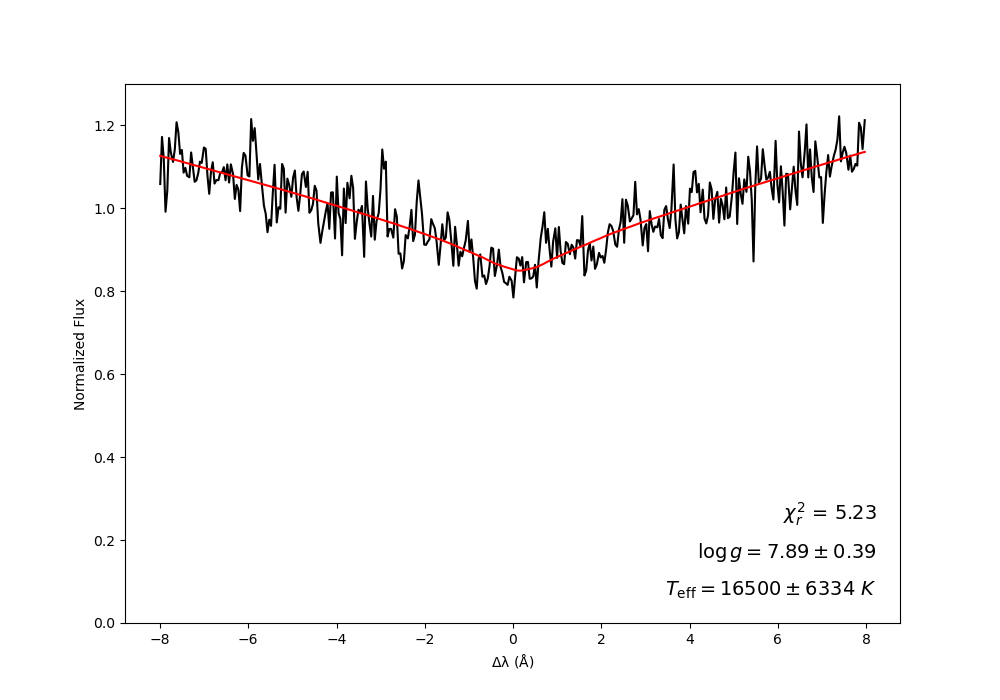 1.2
1.0
0.8
0.6
0.4
0.2
0.0
Normalized Flux
χ²ᵣ = 5.23
log g = 7.89 ± 0.39
T_eff = 16500 ± 6334 K
−8 −6 −4 −2 0 2 4 6 8
Δλ (Å)